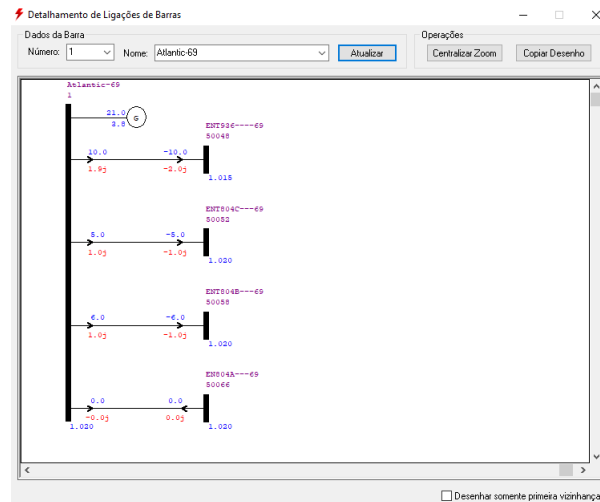 Detalhamento de Ligações de Barras
Dados da Barra
Número: 1 Nome: Atlantic-69 Atualizar
Operações
Centralizar Zoom Copiar Desenho
Atlantic-69
1
21.0
3.8
G
ENT936----69
50048
10.0 -10.0
1.9j -2.0j
1.015
ENT804C---69
50052
5.0 -5.0
1.0j -1.0j
1.020
ENT804B---69
50058
6.0 -6.0
1.0j -1.0j
1.020
EN804A---69
50066
0.0 0.0
-0.0j 0.0j
1.020 1.020
Desenhar somente primeira vizinhança